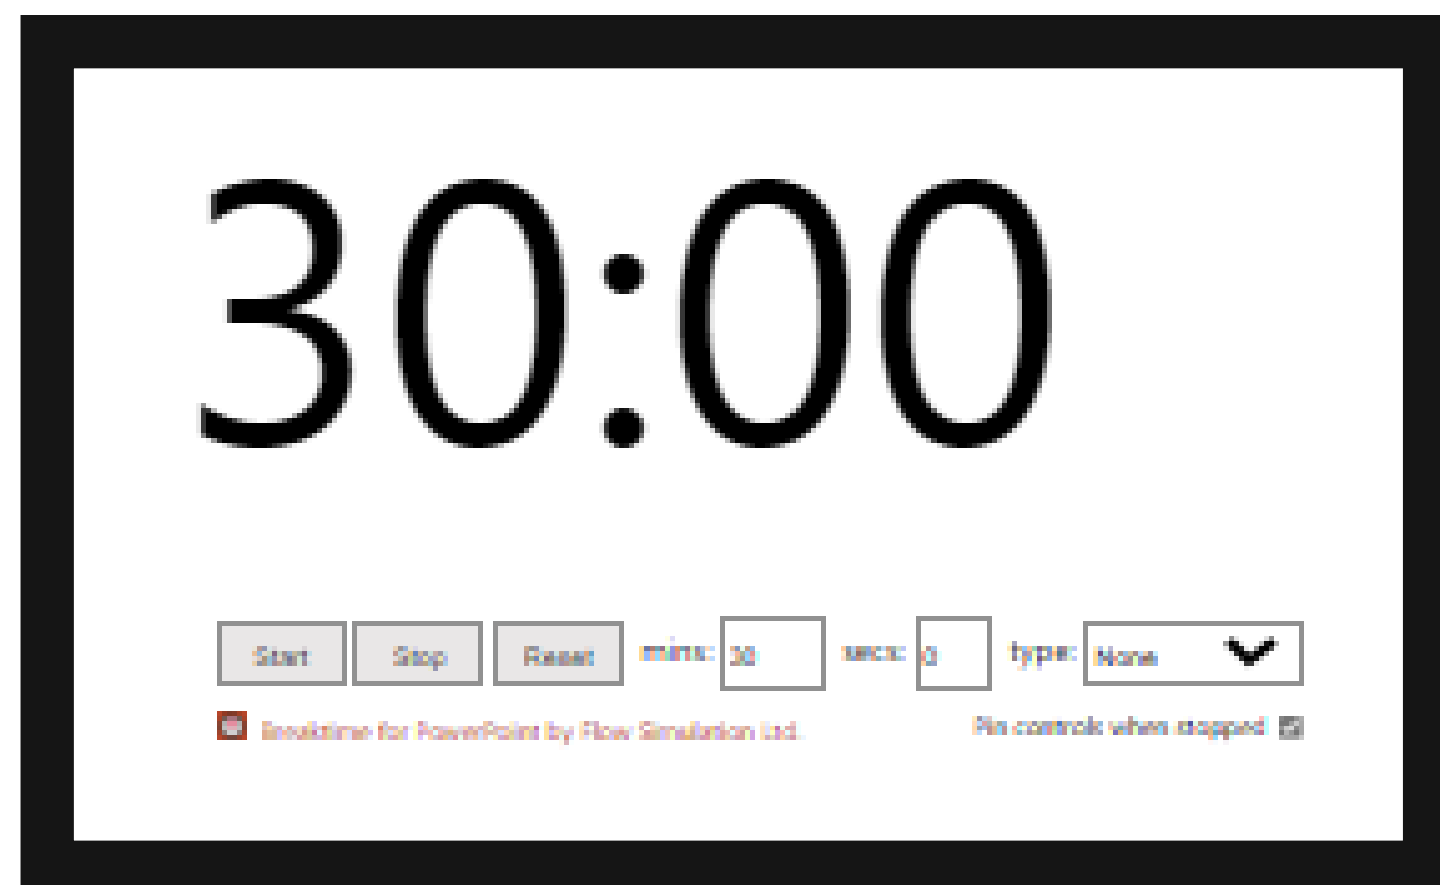 30:00
Start Stop Reset mins: 30 secs: 0 type: None
Breaktime for PowerPoint by Flow Simulation Ltd. Pin controls when stopped